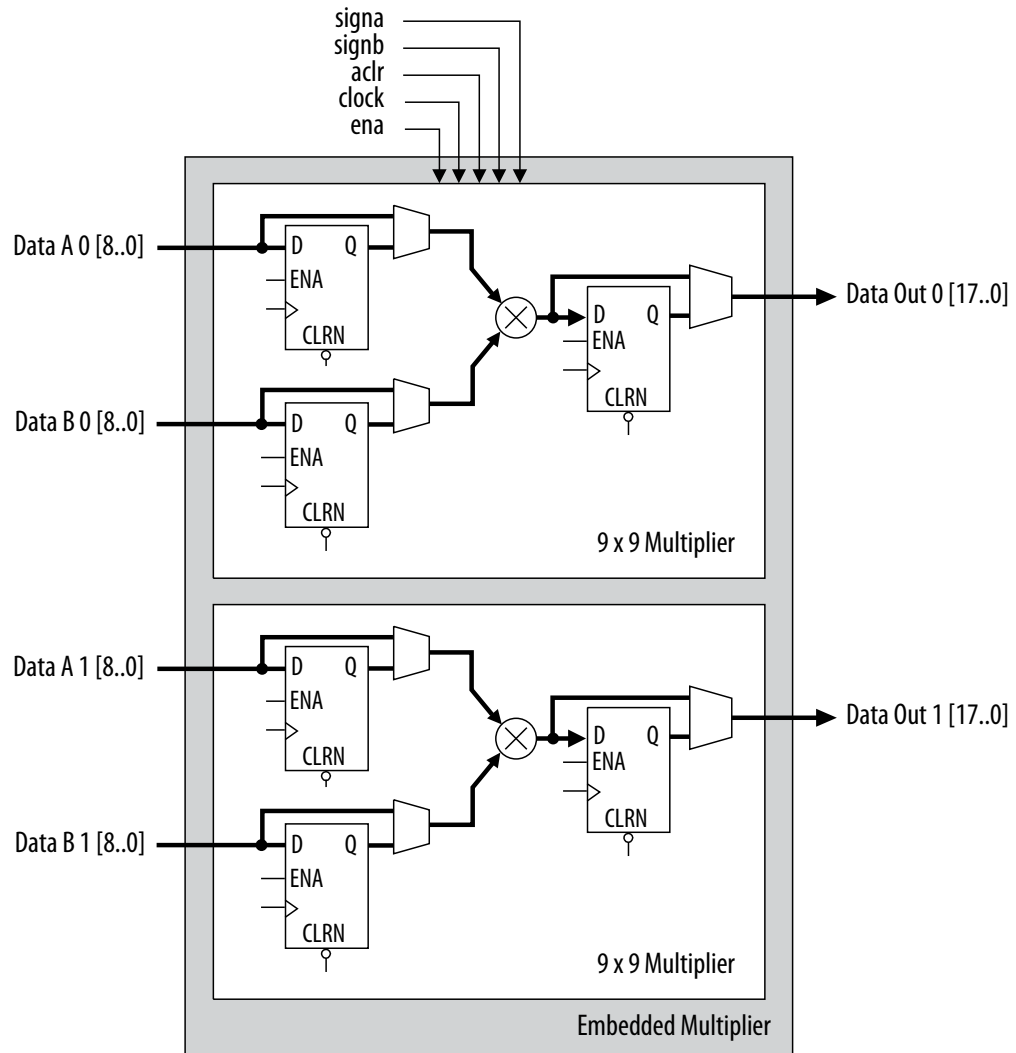 signa
signb
aclr
clock
ena
Data A 0 [8..0]
D Q
ENA
CLRN
Data Out 0 [17..0]
D Q
ENA
CLRN
Data B 0 [8..0]
D Q
ENA
CLRN
9 x 9 Multiplier
Data A 1 [8..0]
D Q
ENA
CLRN
Data Out 1 [17..0]
D Q
ENA
CLRN
Data B 1 [8..0]
D Q
ENA
CLRN
9 x 9 Multiplier
Embedded Multiplier